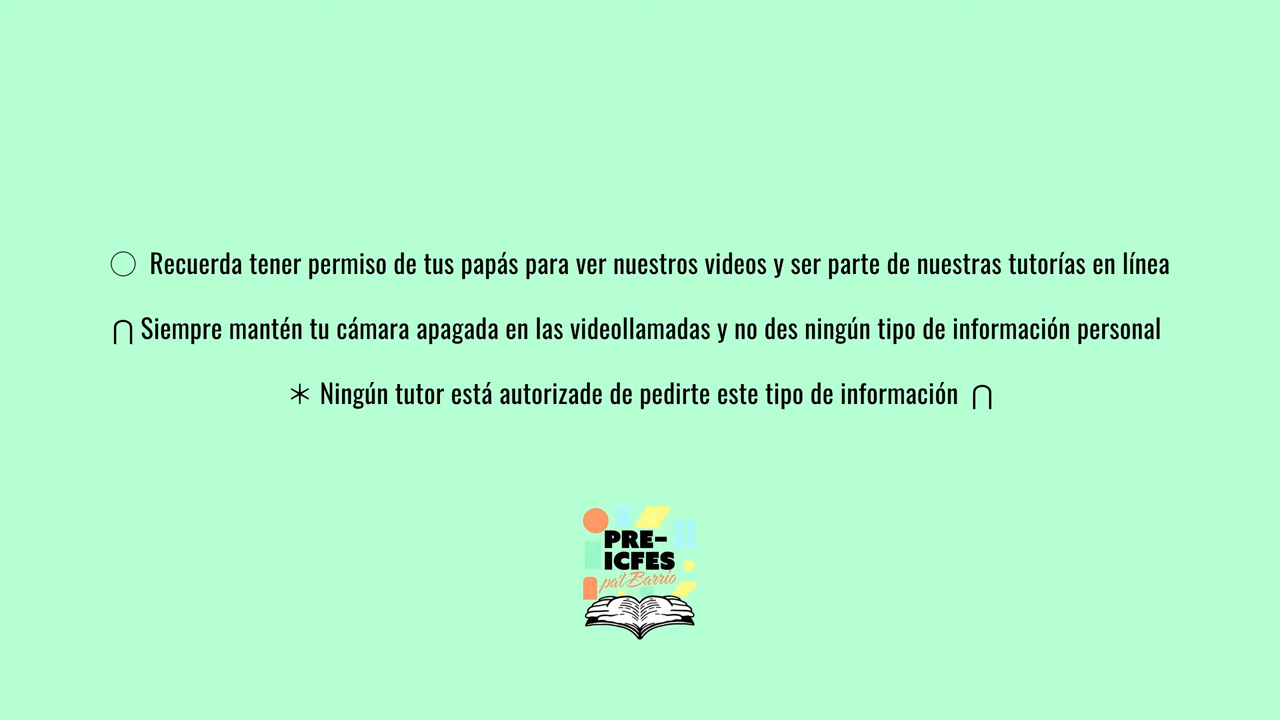 ◯ Recuerda tener permiso de tus papás para ver nuestros videos y ser parte de nuestras tutorías en línea
⋂ Siempre mantén tu cámara apagada en las videollamadas y no des ningún tipo de información personal
✳ Ningún tutor está autorizade de pedirte este tipo de información ⋂
PRE-
ICFES
pa'l Barrio